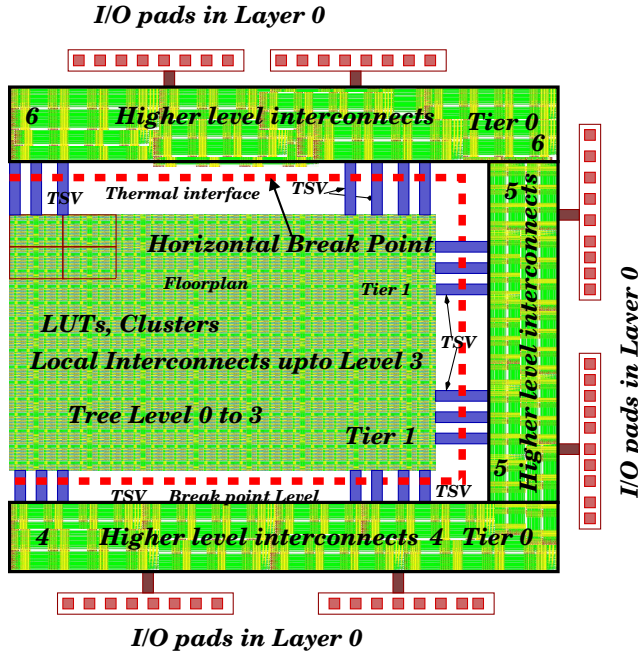 I/O pads in Layer 0
6 Higher level interconnects Tier 0
6
TSV Thermal interface TSV
5
Horizontal Break Point
Floorplan
Tier 1
LUTs, Clusters
TSV
Local Interconnects upto Level 3
Tree Level 0 to 3
Tier 1
5
TSV Break point Level TSV
Higher level interconnects
I/O pads in Layer 0
4 Higher level interconnects 4 Tier 0
I/O pads in Layer 0